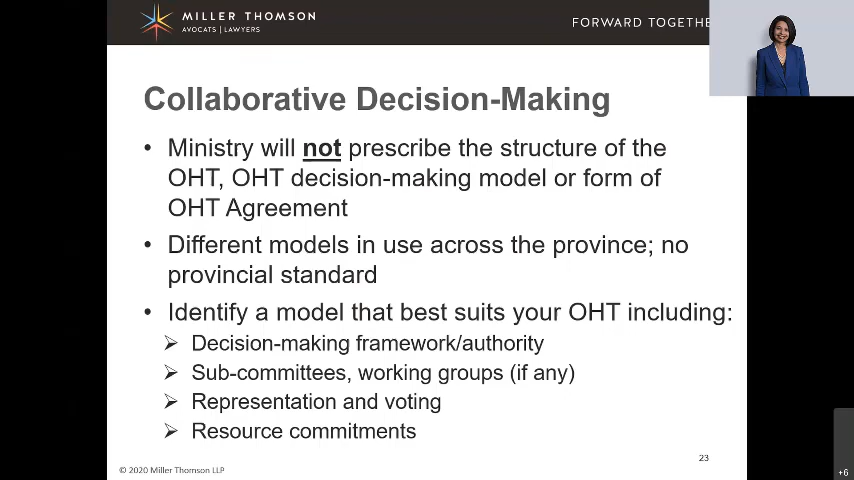 MILLER THOMSON
AVOCATS | LAWYERS
FORWARD TOGETHE
Collaborative Decision-Making
• Ministry will not prescribe the structure of the
OHT, OHT decision-making model or form of
OHT Agreement
• Different models in use across the province; no
provincial standard
• Identify a model that best suits your OHT including:
➢ Decision-making framework/authority
➢ Sub-committees, working groups (if any)
➢ Representation and voting
➢ Resource commitments
23
© 2020 Miller Thomson LLP
+6